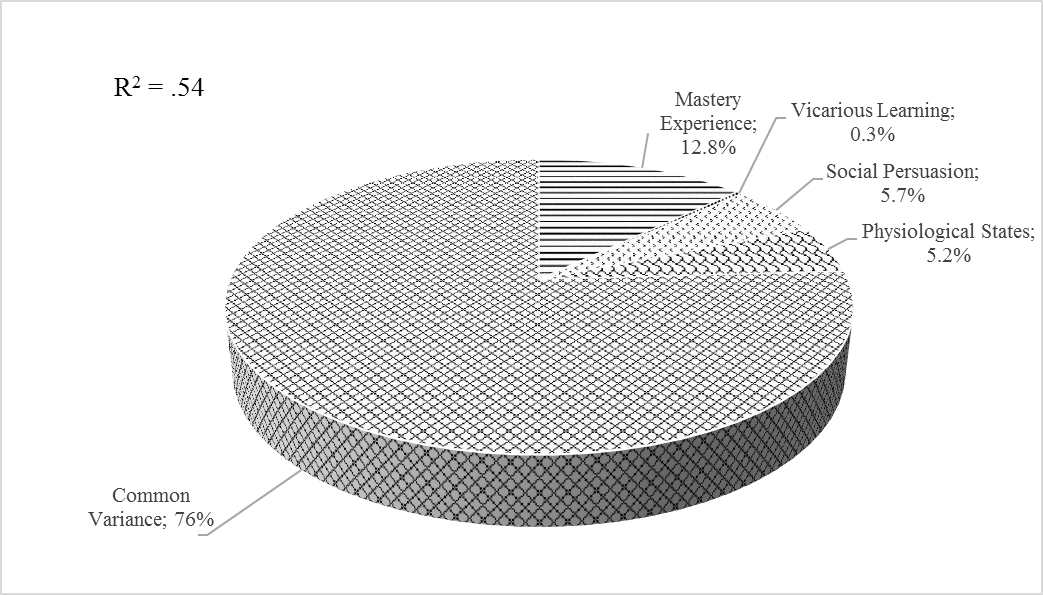 R² = .54
Mastery
Experience;
12.8%
Vicarious Learning;
0.3%
Social Persuasion;
5.7%
Physiological States;
5.2%
Common
Variance; 76%